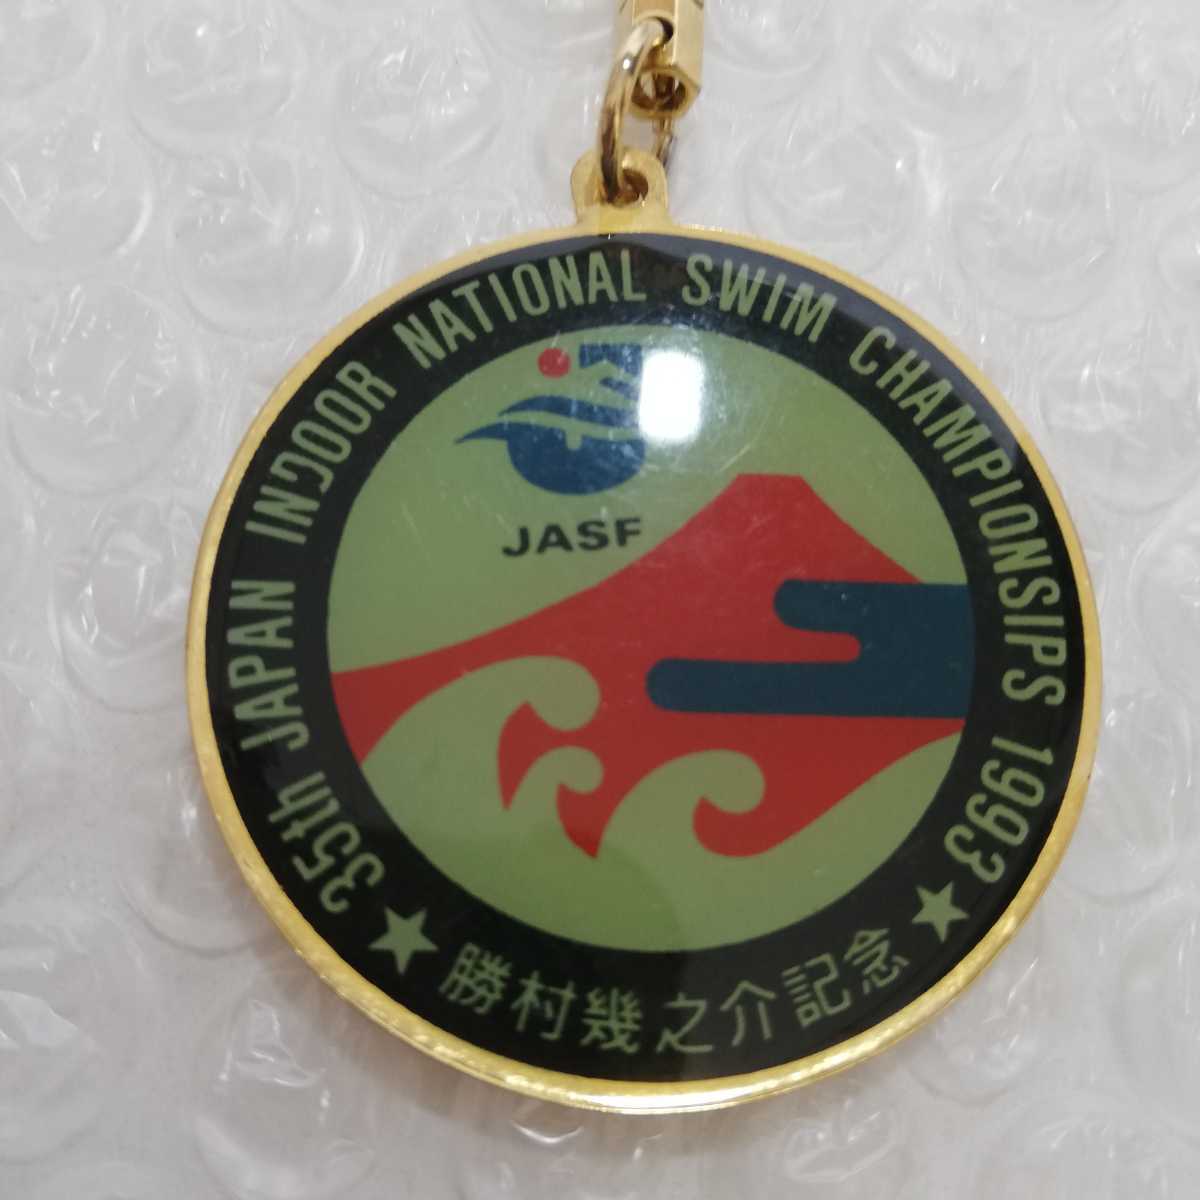 35th JAPAN INDOOR NATIONAL SWIM CHAMPIONSIPS 1993
JASF
★勝村幾之介記念★